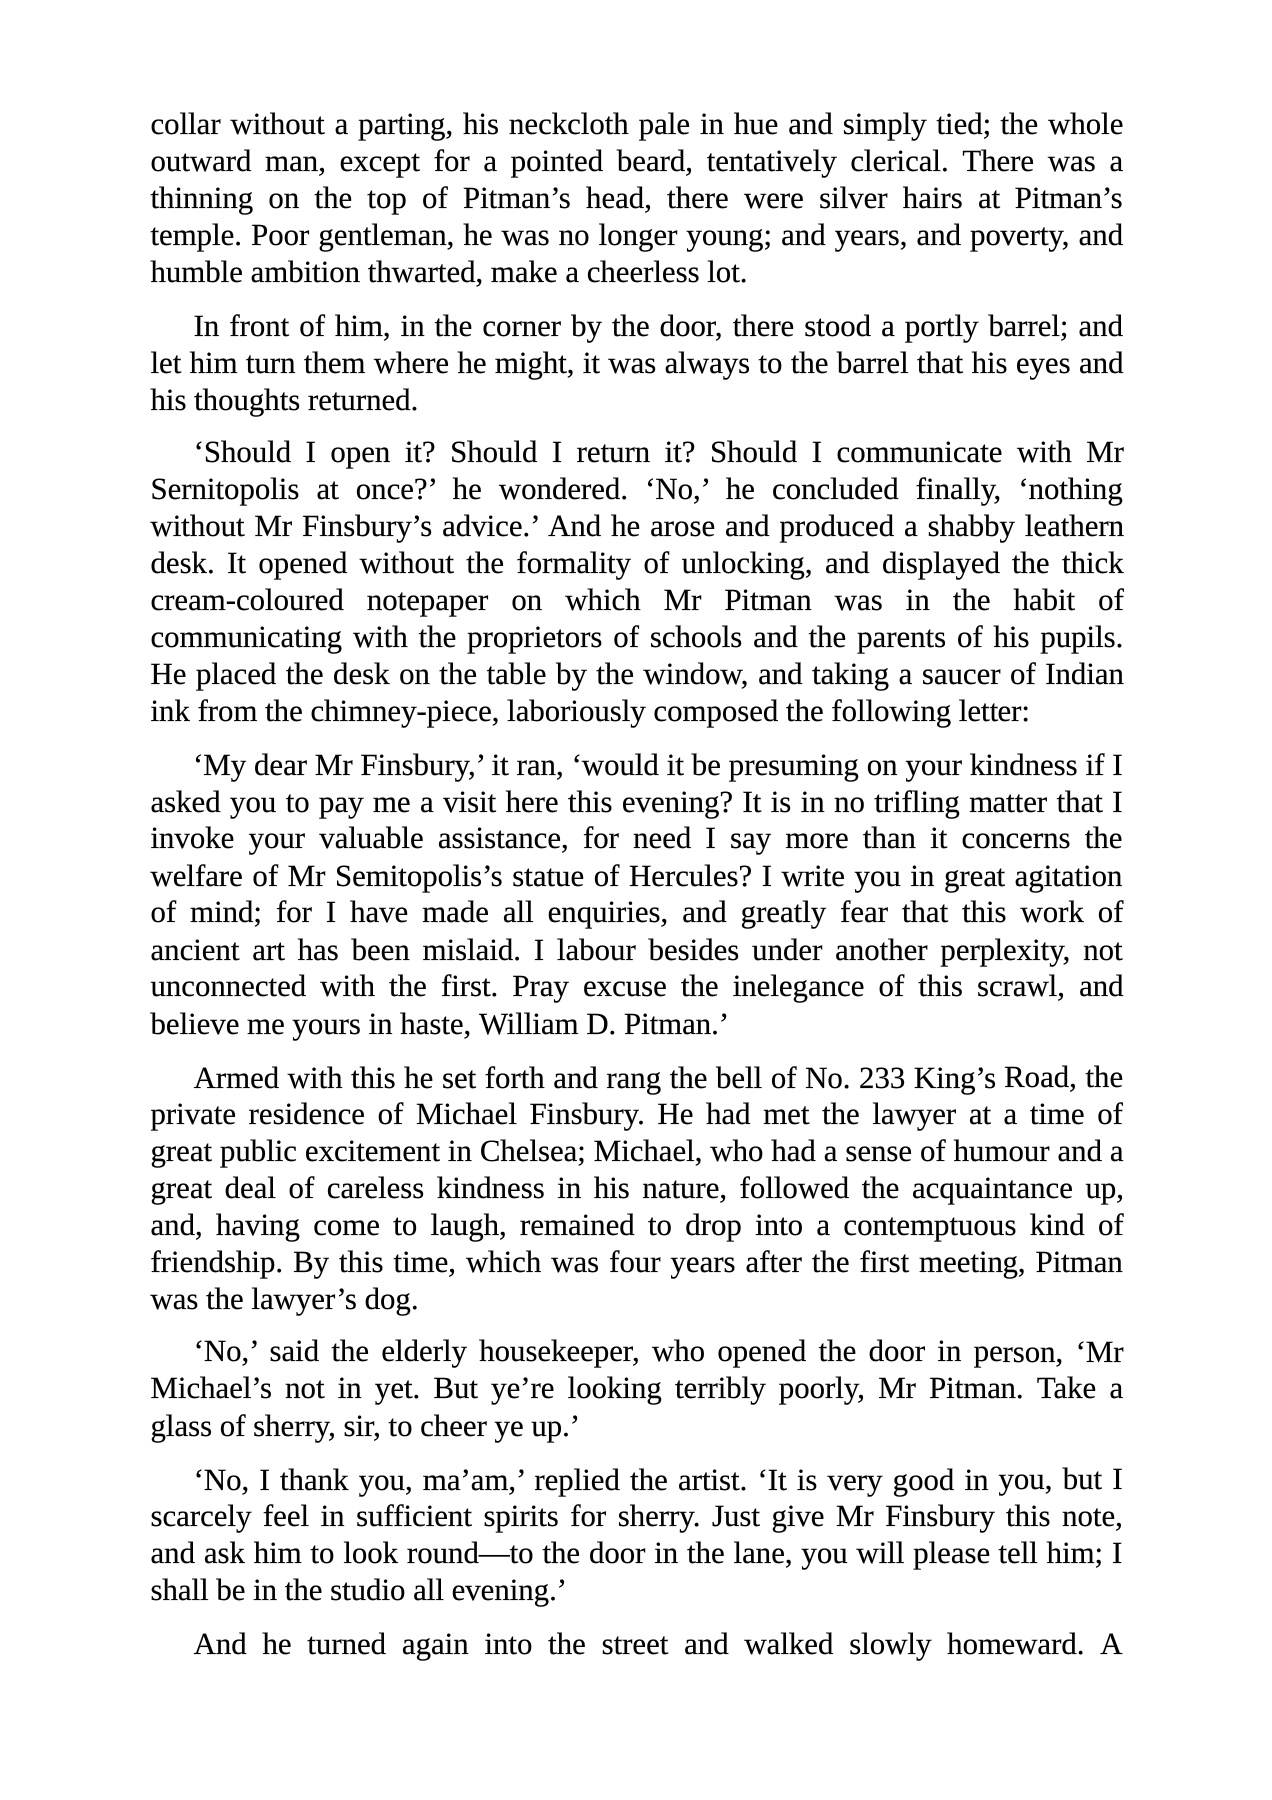 collar without a parting, his neckcloth pale in hue and simply tied; the whole
outward man, except for a pointed beard, tentatively clerical. There was a
thinning on the top of Pitman’s head, there were silver hairs at Pitman’s
temple. Poor gentleman, he was no longer young; and years, and poverty, and
humble ambition thwarted, make a cheerless lot.
In front of him, in the corner by the door, there stood a portly barrel; and
let him turn them where he might, it was always to the barrel that his eyes and
his thoughts returned.
‘Should I open it? Should I return it? Should I communicate with Mr
Sernitopolis at once?’ he wondered. ‘No,’ he concluded finally, ‘nothing
without Mr Finsbury’s advice.’ And he arose and produced a shabby leathern
desk. It opened without the formality of unlocking, and displayed the thick
cream-coloured notepaper on which Mr Pitman was in the habit of
communicating with the proprietors of schools and the parents of his pupils.
He placed the desk on the table by the window, and taking a saucer of Indian
ink from the chimney-piece, laboriously composed the following letter:
‘My dear Mr Finsbury,’ it ran, ‘would it be presuming on your kindness if I
asked you to pay me a visit here this evening? It is in no trifling matter that I
invoke your valuable assistance, for need I say more than it concerns the
welfare of Mr Semitopolis’s statue of Hercules? I write you in great agitation
of mind; for I have made all enquiries, and greatly fear that this work of
ancient art has been mislaid. I labour besides under another perplexity, not
unconnected with the first. Pray excuse the inelegance of this scrawl, and
believe me yours in haste, William D. Pitman.’
Armed with this he set forth and rang the bell of No. 233 King’s Road, the
private residence of Michael Finsbury. He had met the lawyer at a time of
great public excitement in Chelsea; Michael, who had a sense of humour and a
great deal of careless kindness in his nature, followed the acquaintance up,
and, having come to laugh, remained to drop into a contemptuous kind of
friendship. By this time, which was four years after the first meeting, Pitman
was the lawyer’s dog.
‘No,’ said the elderly housekeeper, who opened the door in person, ‘Mr
Michael’s not in yet. But ye’re looking terribly poorly, Mr Pitman. Take a
glass of sherry, sir, to cheer ye up.’
‘No, I thank you, ma’am,’ replied the artist. ‘It is very good in you, but I
scarcely feel in sufficient spirits for sherry. Just give Mr Finsbury this note,
and ask him to look round—to the door in the lane, you will please tell him; I
shall be in the studio all evening.’
And he turned again into the street and walked slowly homeward. A